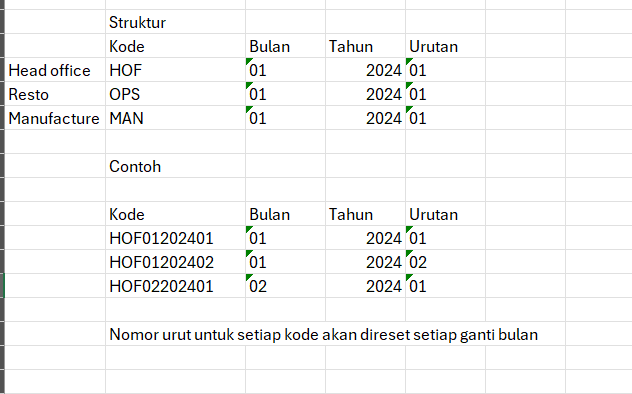 Struktur
Kode Bulan Tahun Urutan
Head office HOF 01 2024 01
Resto OPS 01 2024 01
Manufacture MAN 01 2024 01
Contoh
Kode Bulan Tahun Urutan
HOF01202401 01 2024 01
HOF01202402 01 2024 02
HOF02202401 02 2024 01
Nomor urut untuk setiap kode akan direset setiap ganti bulan